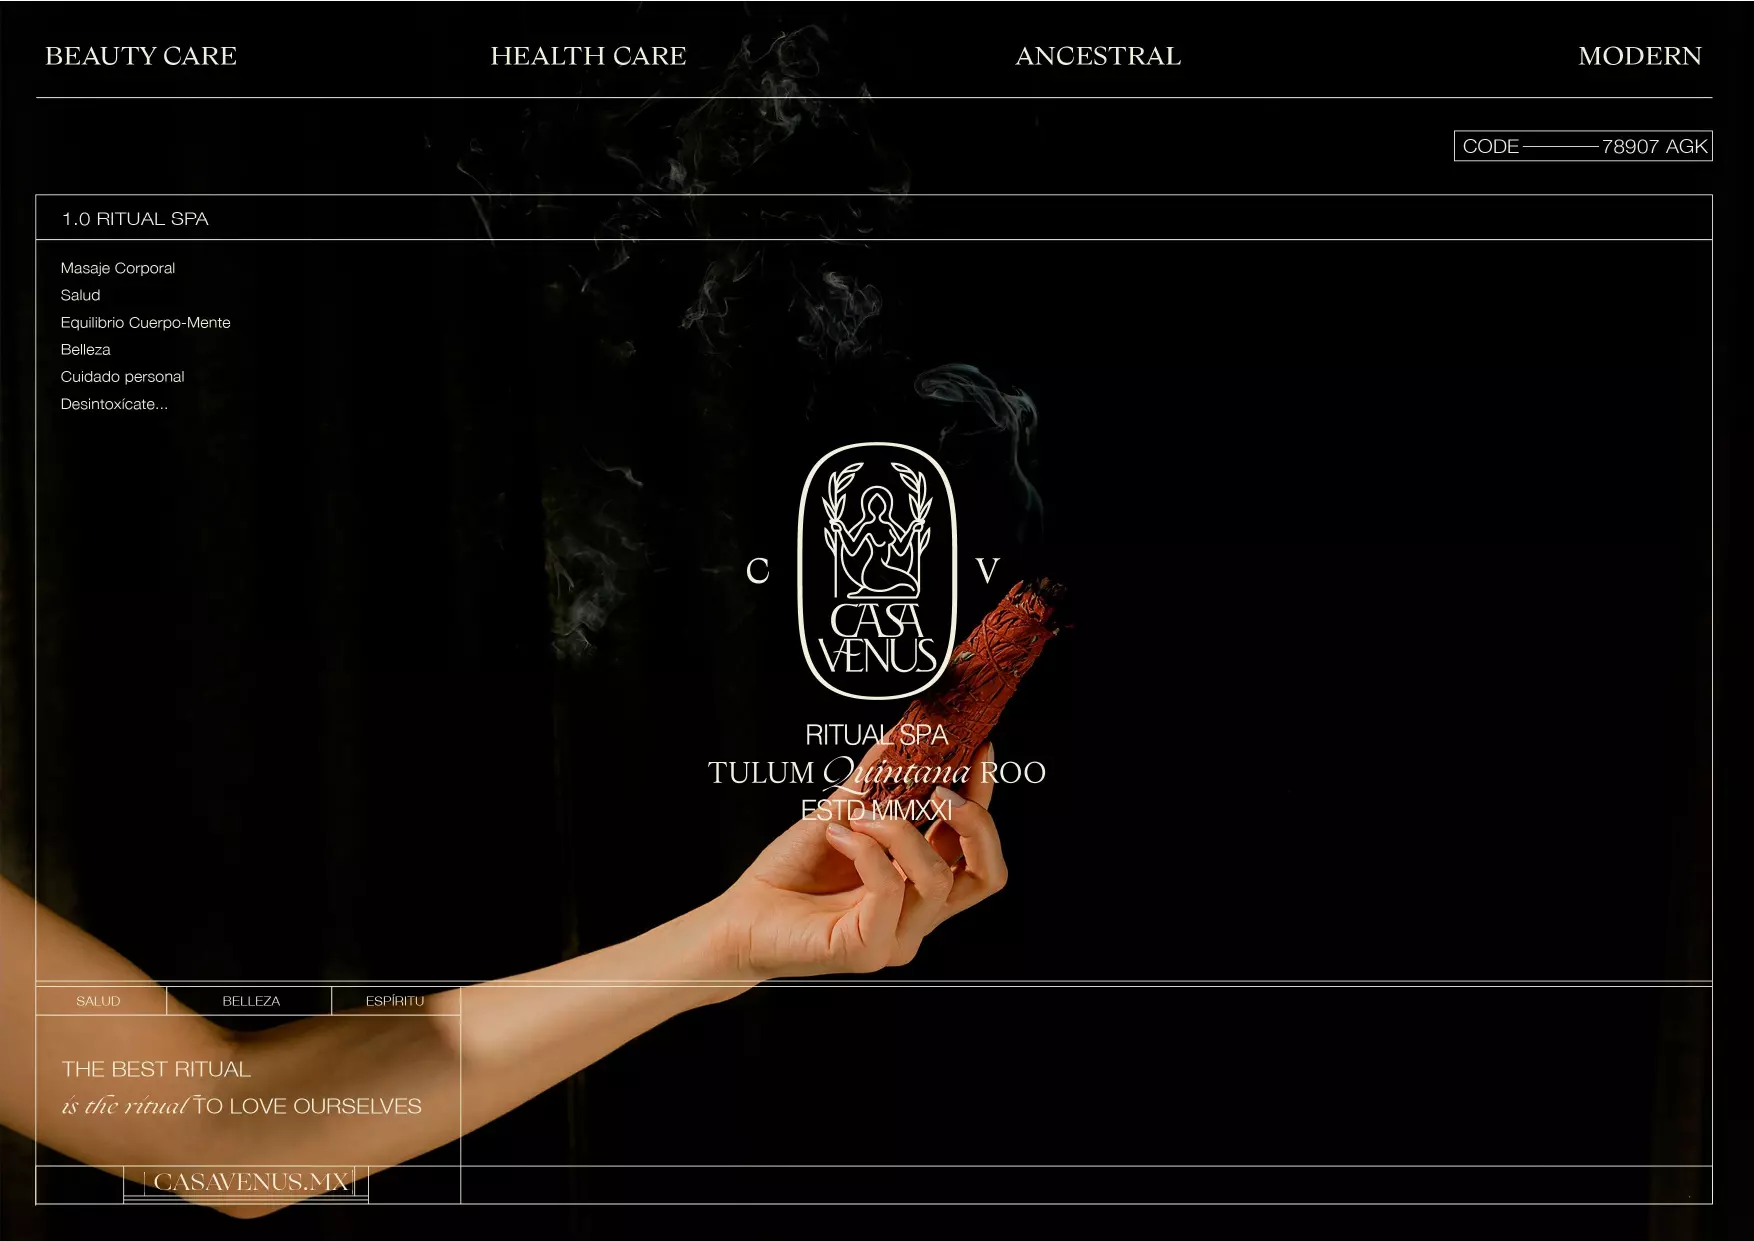 BEAUTY CARE HEALTH CARE ANCESTRAL MODERN
CODE 78907 AGK
1.0 RITUAL SPA
Masaje Corporal
Salud
Equilibrio Cuerpo-Mente
Belleza
Cuidado personal
Desintoxícate...
C V
CASA
VENUS
RITUAL SPA
TULUM Quintana ROO
ESTD MMXXI
SALUD BELLEZA ESPÍRITU
THE BEST RITUAL
is the ritual TO LOVE OURSELVES
CASAVENUS.MX